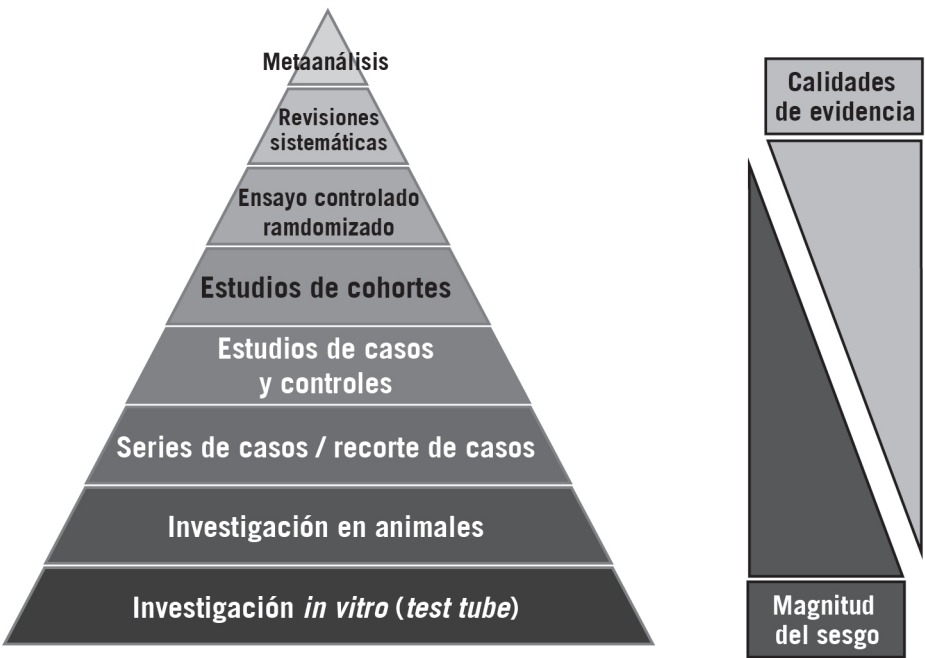 Metaanálisis
Revisiones
sistemáticas
Ensayo controlado
ramdomizado
Estudios de cohortes
Estudios de casos
y controles
Series de casos / recorte de casos
Investigación en animales
Investigación in vitro (test tube)
Calidades
de evidencia
Magnitud
del sesgo